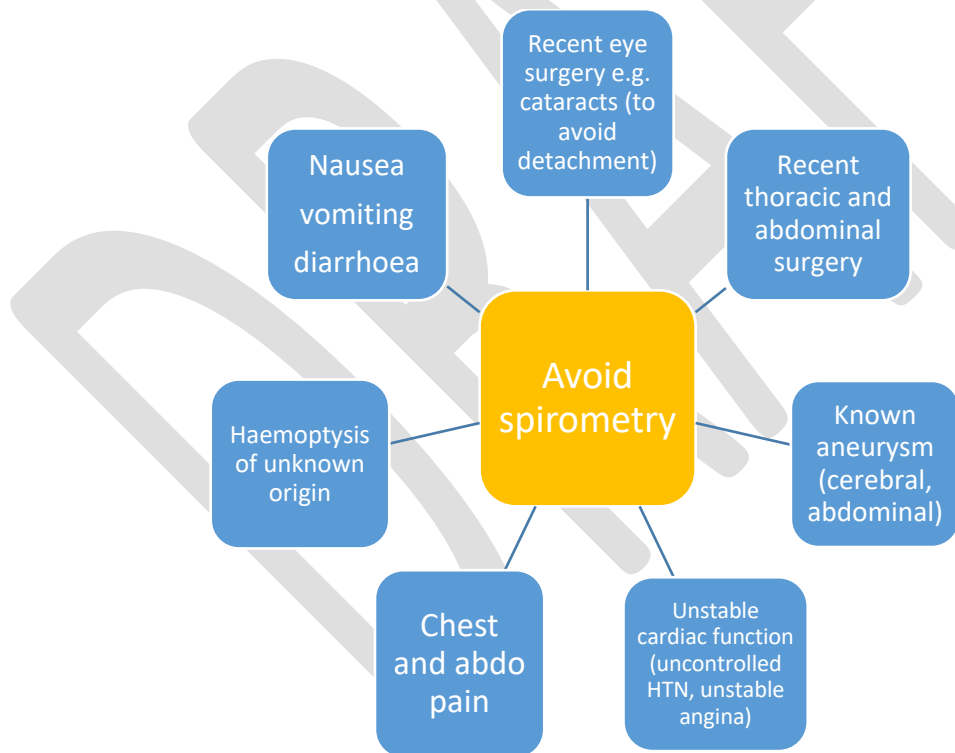 Recent eye
surgery e.g.
cataracts (to
avoid
detachment)
Recent
thoracic and
abdominal
surgery
Known
aneurysm
(cerebral,
abdominal)
Unstable
cardiac function
(uncontrolled
HTN, unstable
angina)
Chest
and abdo
pain
Haemoptysis
of unknown
origin
Nausea
vomiting
diarrhoea
Avoid
spirometry